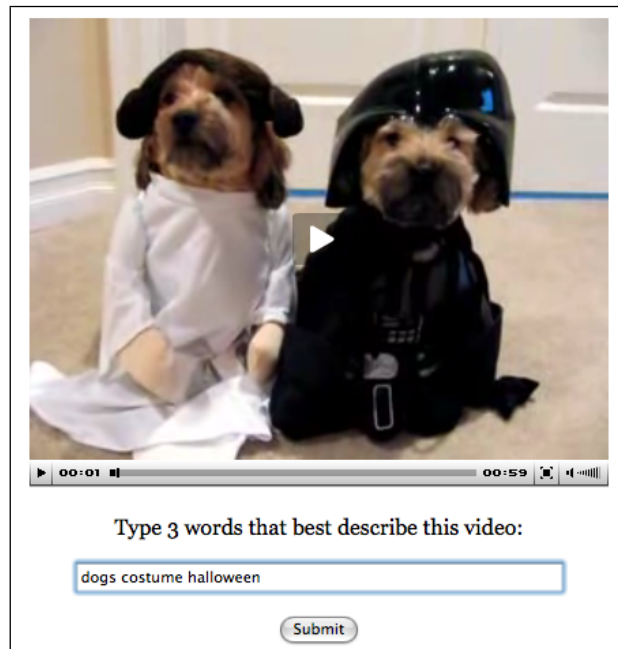 00:01
00:59
Type 3 words that best describe this video:
dogs costume halloween
Submit